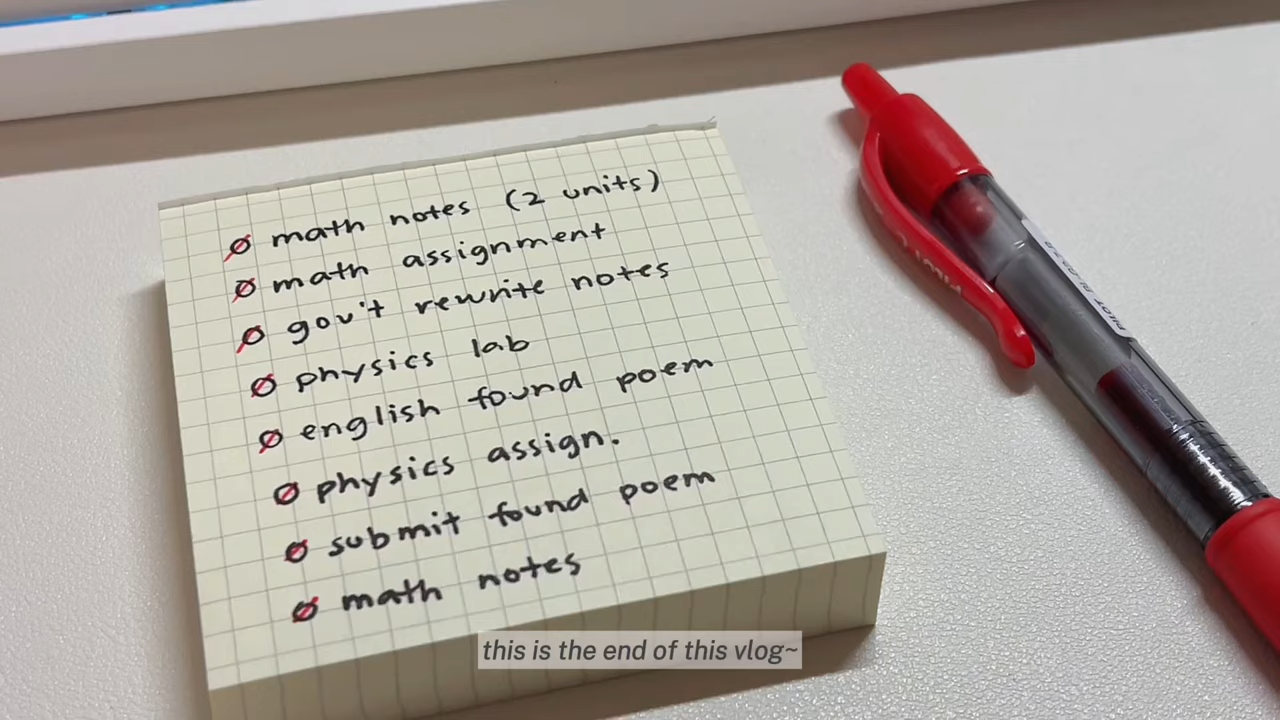 math notes (2 units)
math assignment
gov't rewrite notes
physics lab
english found poem
physics assign.
submit found poem
math notes
this is the end of this vlog~
PILOT